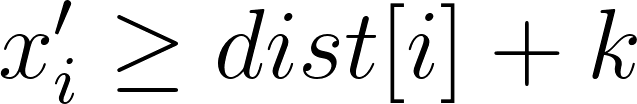 x'_i ≥ dist[i] + k